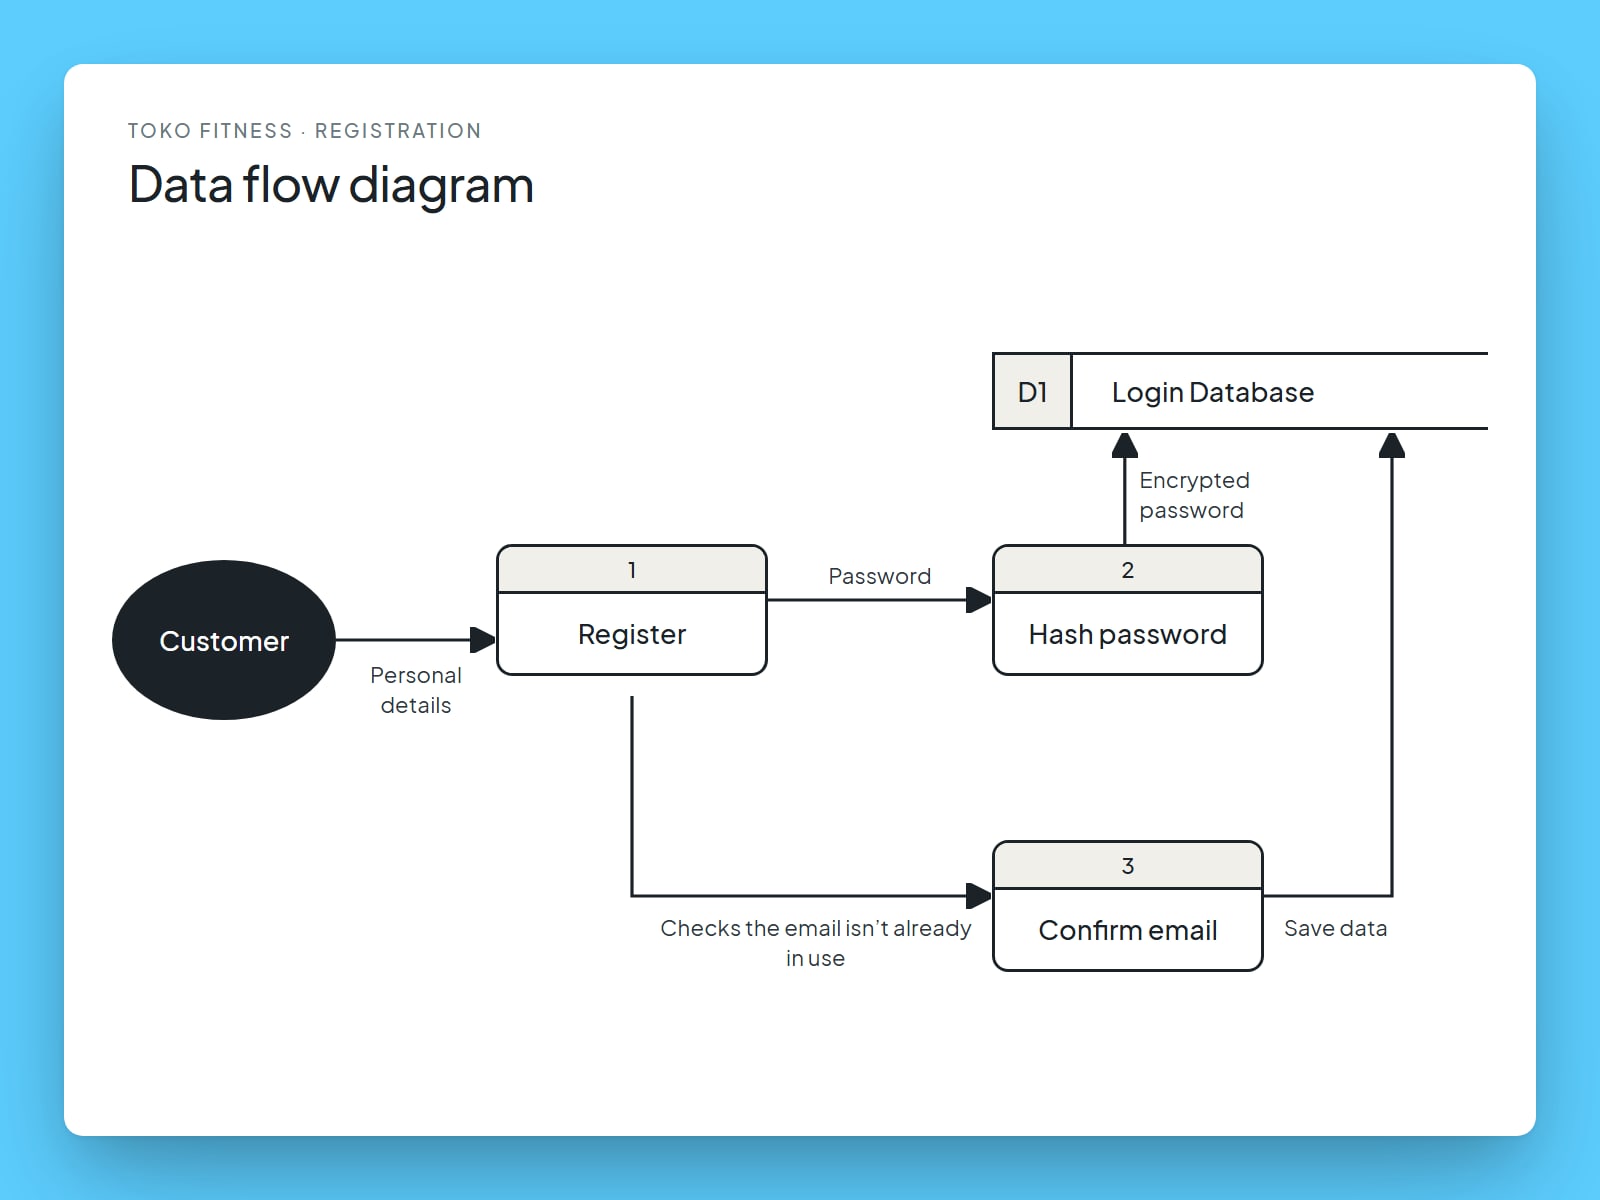 TOKO FITNESS · REGISTRATION
Data flow diagram
D1
Login Database
Encrypted
password
1
Register
Password
2
Hash password
Customer
Personal
details
3
Confirm email
Checks the email isn’t already
in use
Save data